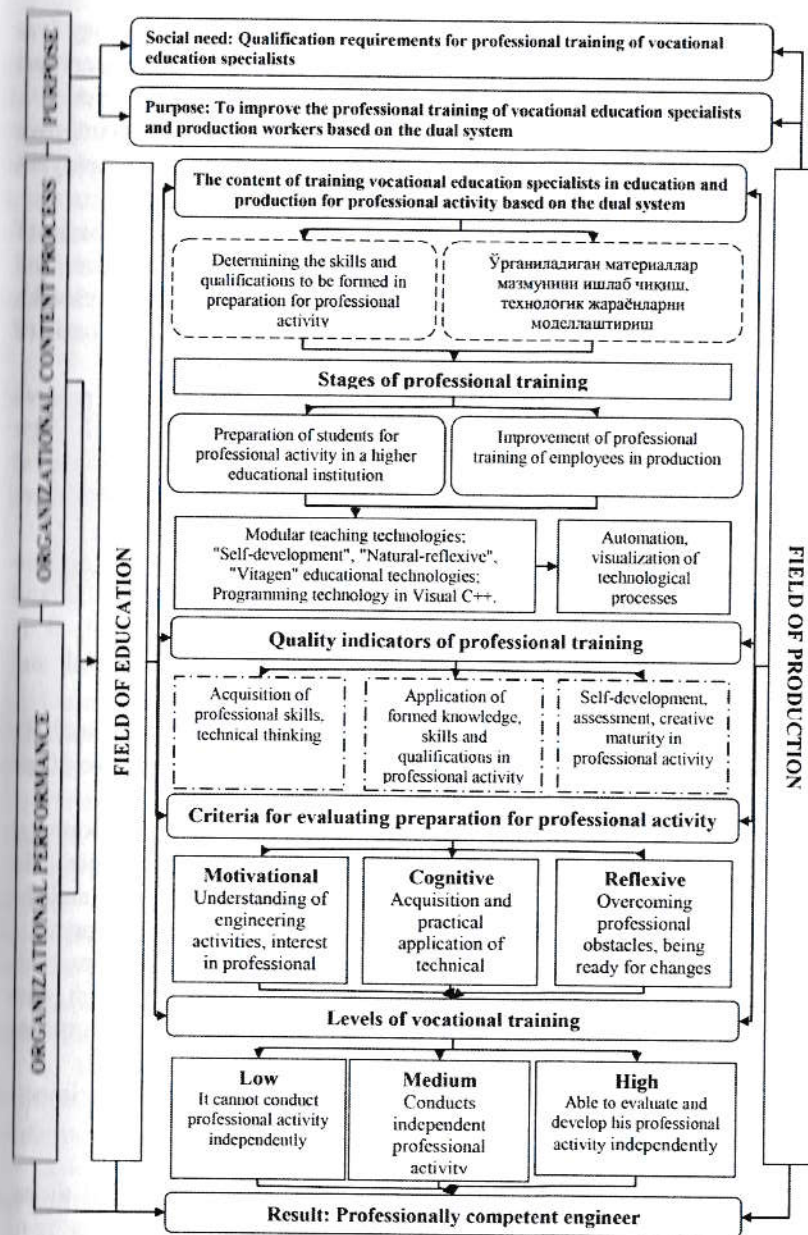 PURPOSE
Social need: Qualification requirements for professional training of vocational
education specialists
Purpose: To improve the professional training of vocational education specialists
and production workers based on the dual system
ORGANIZATIONAL CONTENT PROCESS
FIELD OF EDUCATION
The content of training vocational education specialists in education and
production for professional activity based on the dual system
Determining the skills and
qualifications to be formed in
preparation for professional
activity
Ўрганиладиган материаллар
мазмунини ишлаб чикиш,
технологик жараёнларни
моделлаштириш
Stages of professional training
Preparation of students for
professional activity in a higher
educational institution
Improvement of professional
training of employees in production
Modular teaching technologies:
"Self-development", "Natural-reflexive",
"Vitagen" educational technologies;
Programming technology in Visual C++.
Automation,
visualization of
technological
processes
FIELD OF PRODUCTION
ORGANIZATIONAL PERFORMANCE
Quality indicators of professional training
Acquisition of
professional skills,
technical thinking
Application of
formed knowledge,
skills and
qualifications in
professional activity
Self-development,
assessment, creative
maturity in
professional activity
Criteria for evaluating preparation for professional activity
Motivational
Understanding of
engineering
activities, interest
in professional
Cognitive
Acquisition and
practical
application of
technical
Reflexive
Overcoming
professional
obstacles, being
ready for changes
Levels of vocational training
Low
It cannot conduct
professional activity
independently
Medium
Conducts
independent
professional
activity
High
Able to evaluate and
develop his professional
activity independently
Result: Professionally competent engineer